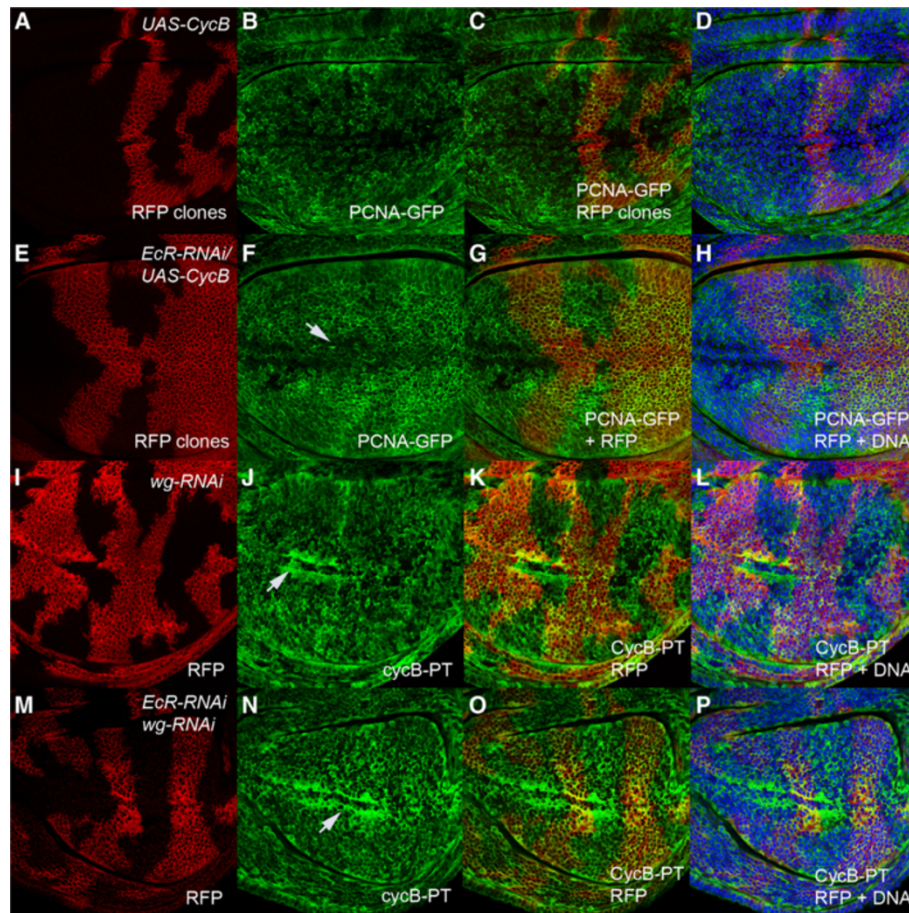 A
UAS-CycB
RFP clones
B
PCNA-GFP
C
PCNA-GFP
RFP clones
D
E
EcR-RNAi/
UAS-CycB
RFP clones
F
PCNA-GFP
G
PCNA-GFP
+ RFP
H
PCNA-GFP
RFP + DNA
I
wg-RNAi
RFP
J
cycB-PT
K
CycB-PT
RFP
L
CycB-PT
RFP + DNA
M
EcR-RNAi
wg-RNAi
RFP
N
cycB-PT
O
CycB-PT
RFP
P
CycB-PT
RFP + DNA